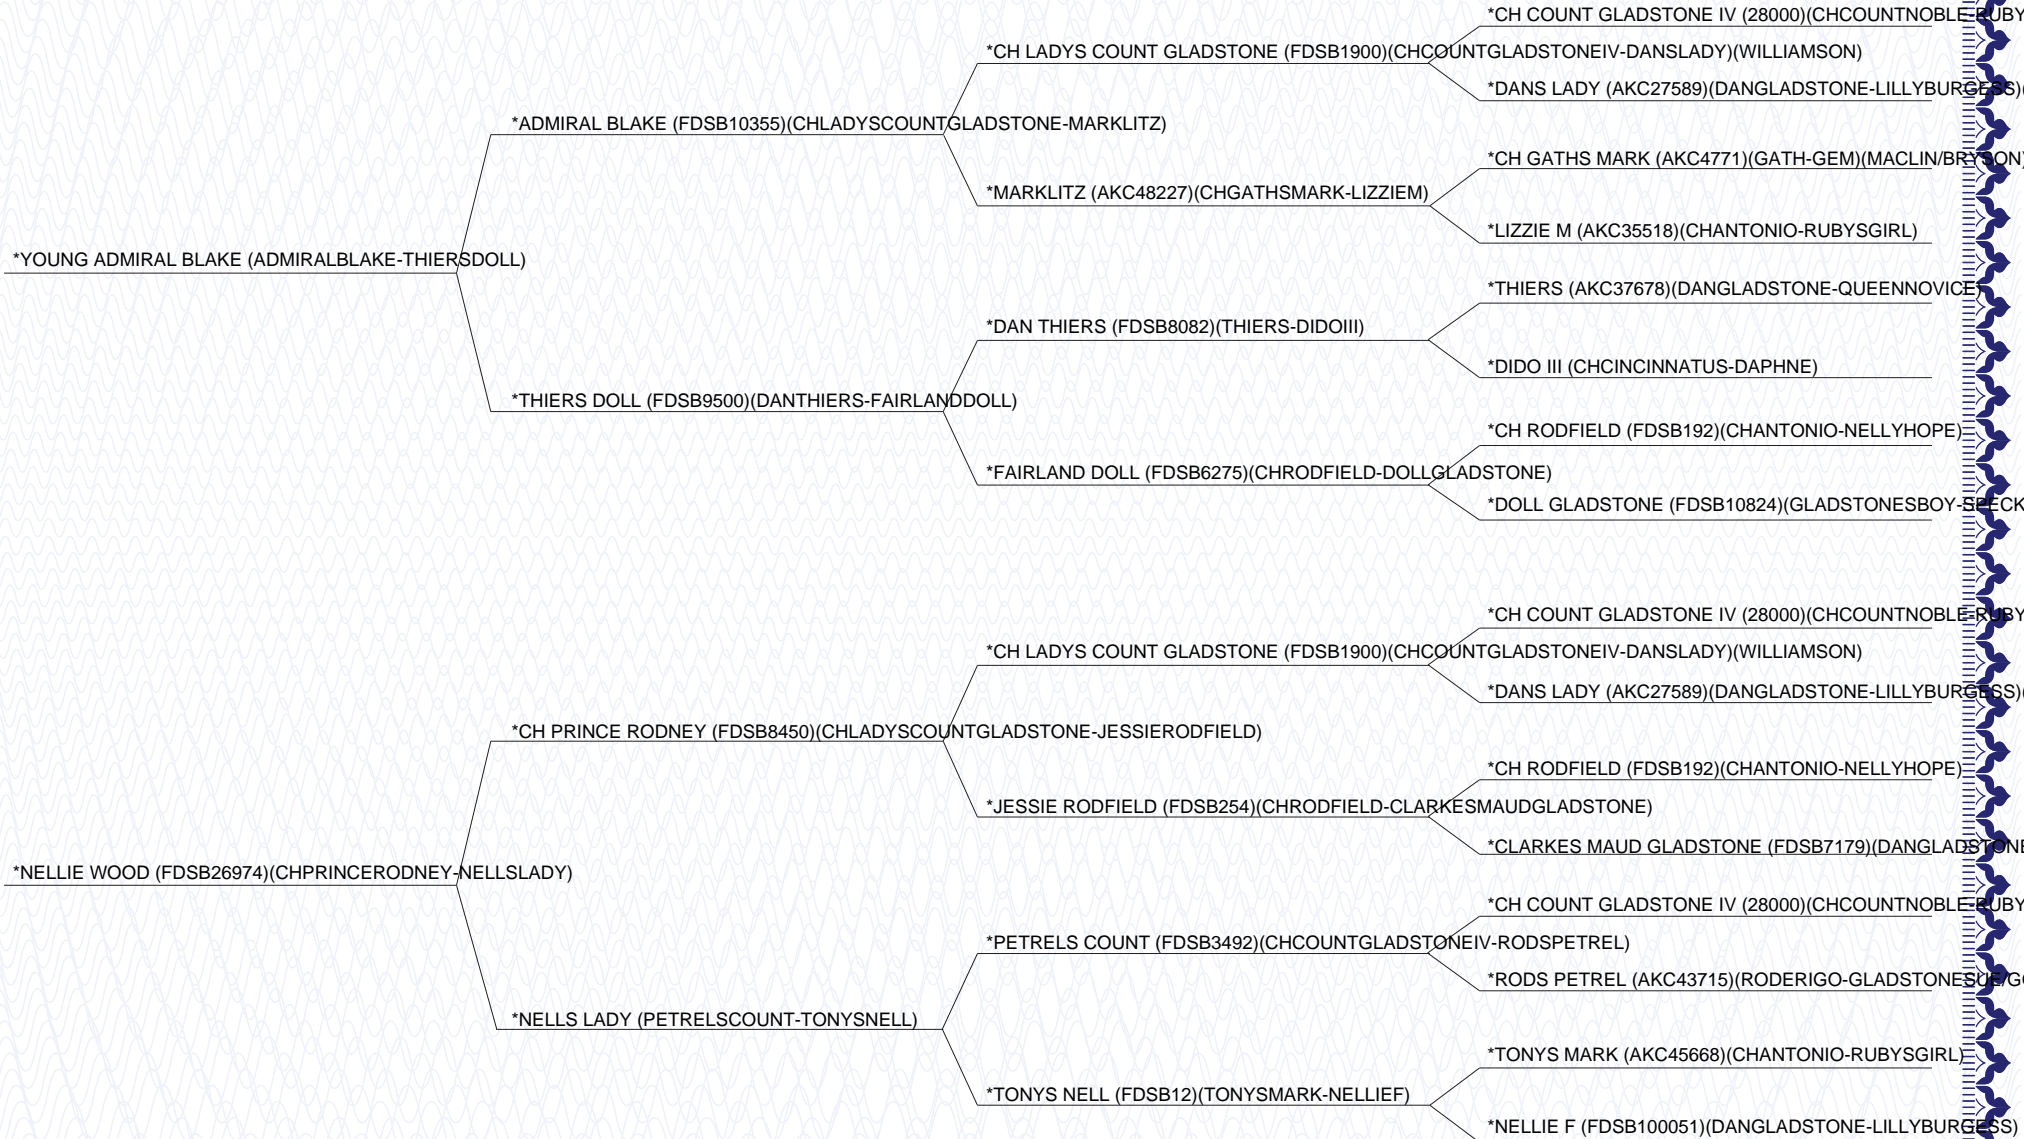 *CH COUNT GLADSTONE IV (28000)(CHCOUNTNOBLE-RUBY
*CH LADYS COUNT GLADSTONE (FDSB1900)(CHCOUNTGLADSTONEIV-DANSLADY)(WILLIAMSON)
*DANS LADY (AKC27589)(DANGLADSTONE-LILLYBURGESS)(
*ADMIRAL BLAKE (FDSB10355)(CHLADYSCOUNTGLADSTONE-MARKLITZ)
*CH GATHS MARK (AKC4771)(GATH-GEM)(MACLIN/BRYSON)
*MARKLITZ (AKC48227)(CHGATHSMARK-LIZZIEM)
*LIZZIE M (AKC35518)(CHANTONIO-RUBYSGIRL)
*YOUNG ADMIRAL BLAKE (ADMIRALBLAKE-THIERSDOLL)
*THIERS (AKC37678)(DANGLADSTONE-QUEENNOVICE)
*DAN THIERS (FDSB8082)(THIERS-DIDOIII)
*DIDO III (CHCINCINNATUS-DAPHNE)
*THIERS DOLL (FDSB9500)(DANTHIERS-FAIRLANDDOLL)
*CH RODFIELD (FDSB192)(CHANTONIO-NELLYHOPE)
*FAIRLAND DOLL (FDSB6275)(CHRODFIELD-DOLLGLADSTONE)
*DOLL GLADSTONE (FDSB10824)(GLADSTONESBOY-SPECK
*CH COUNT GLADSTONE IV (28000)(CHCOUNTNOBLE-RUBY
*CH LADYS COUNT GLADSTONE (FDSB1900)(CHCOUNTGLADSTONEIV-DANSLADY)(WILLIAMSON)
*DANS LADY (AKC27589)(DANGLADSTONE-LILLYBURGESS)(
*CH PRINCE RODNEY (FDSB8450)(CHLADYSCOUNTGLADSTONE-JESSIERODFIELD)
*CH RODFIELD (FDSB192)(CHANTONIO-NELLYHOPE)
*JESSIE RODFIELD (FDSB254)(CHRODFIELD-CLARKESMAUDGLADSTONE)
*CLARKES MAUD GLADSTONE (FDSB7179)(DANGLADSTONE
*NELLIE WOOD (FDSB26974)(CHPRINCERODNEY-NELLSLADY)
*CH COUNT GLADSTONE IV (28000)(CHCOUNTNOBLE-RUBY
*PETRELS COUNT (FDSB3492)(CHCOUNTGLADSTONEIV-RODSPETREL)
*RODS PETREL (AKC43715)(RODERIGO-GLADSTONESUE/GO
*NELLS LADY (PETRELSCOUNT-TONYSNELL)
*TONYS MARK (AKC45668)(CHANTONIO-RUBYSGIRL)
*TONYS NELL (FDSB12)(TONYSMARK-NELLIEF)
*NELLIE F (FDSB100051)(DANGLADSTONE-LILLYBURGESS)